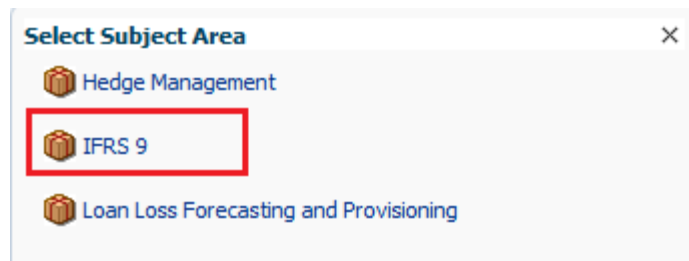 Select Subject Area
Hedge Management
IFRS 9
Loan Loss Forecasting and Provisioning